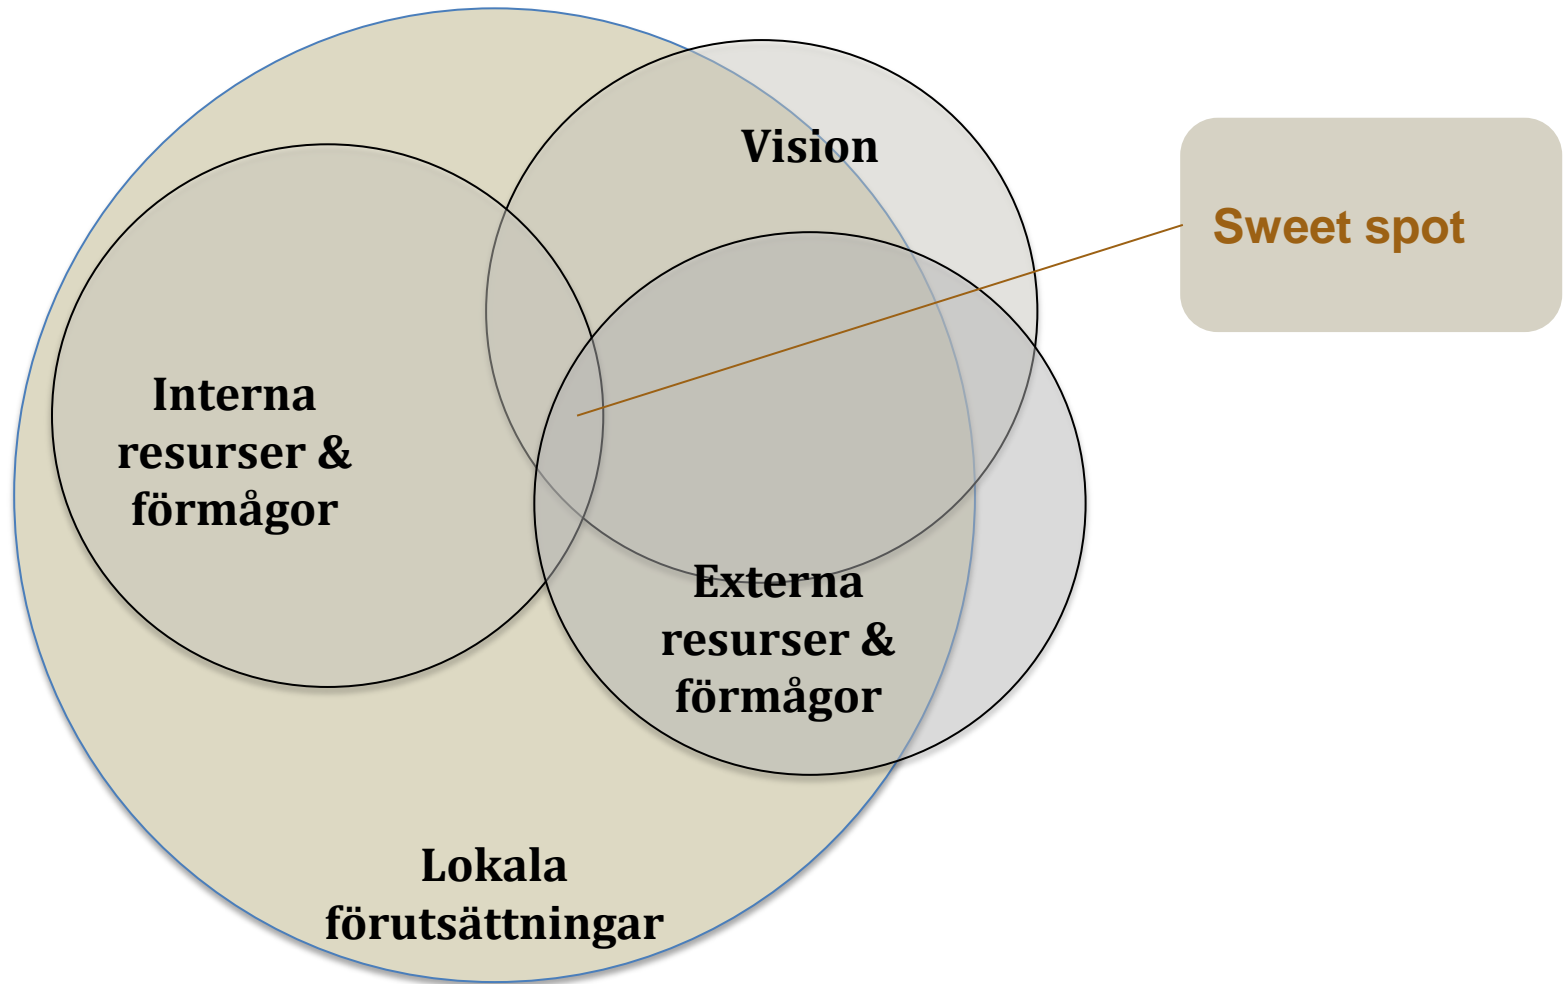 Vision
Sweet spot
Interna
resurser &
förmågor
Externa
resurser &
förmågor
Lokala
förutsättningar